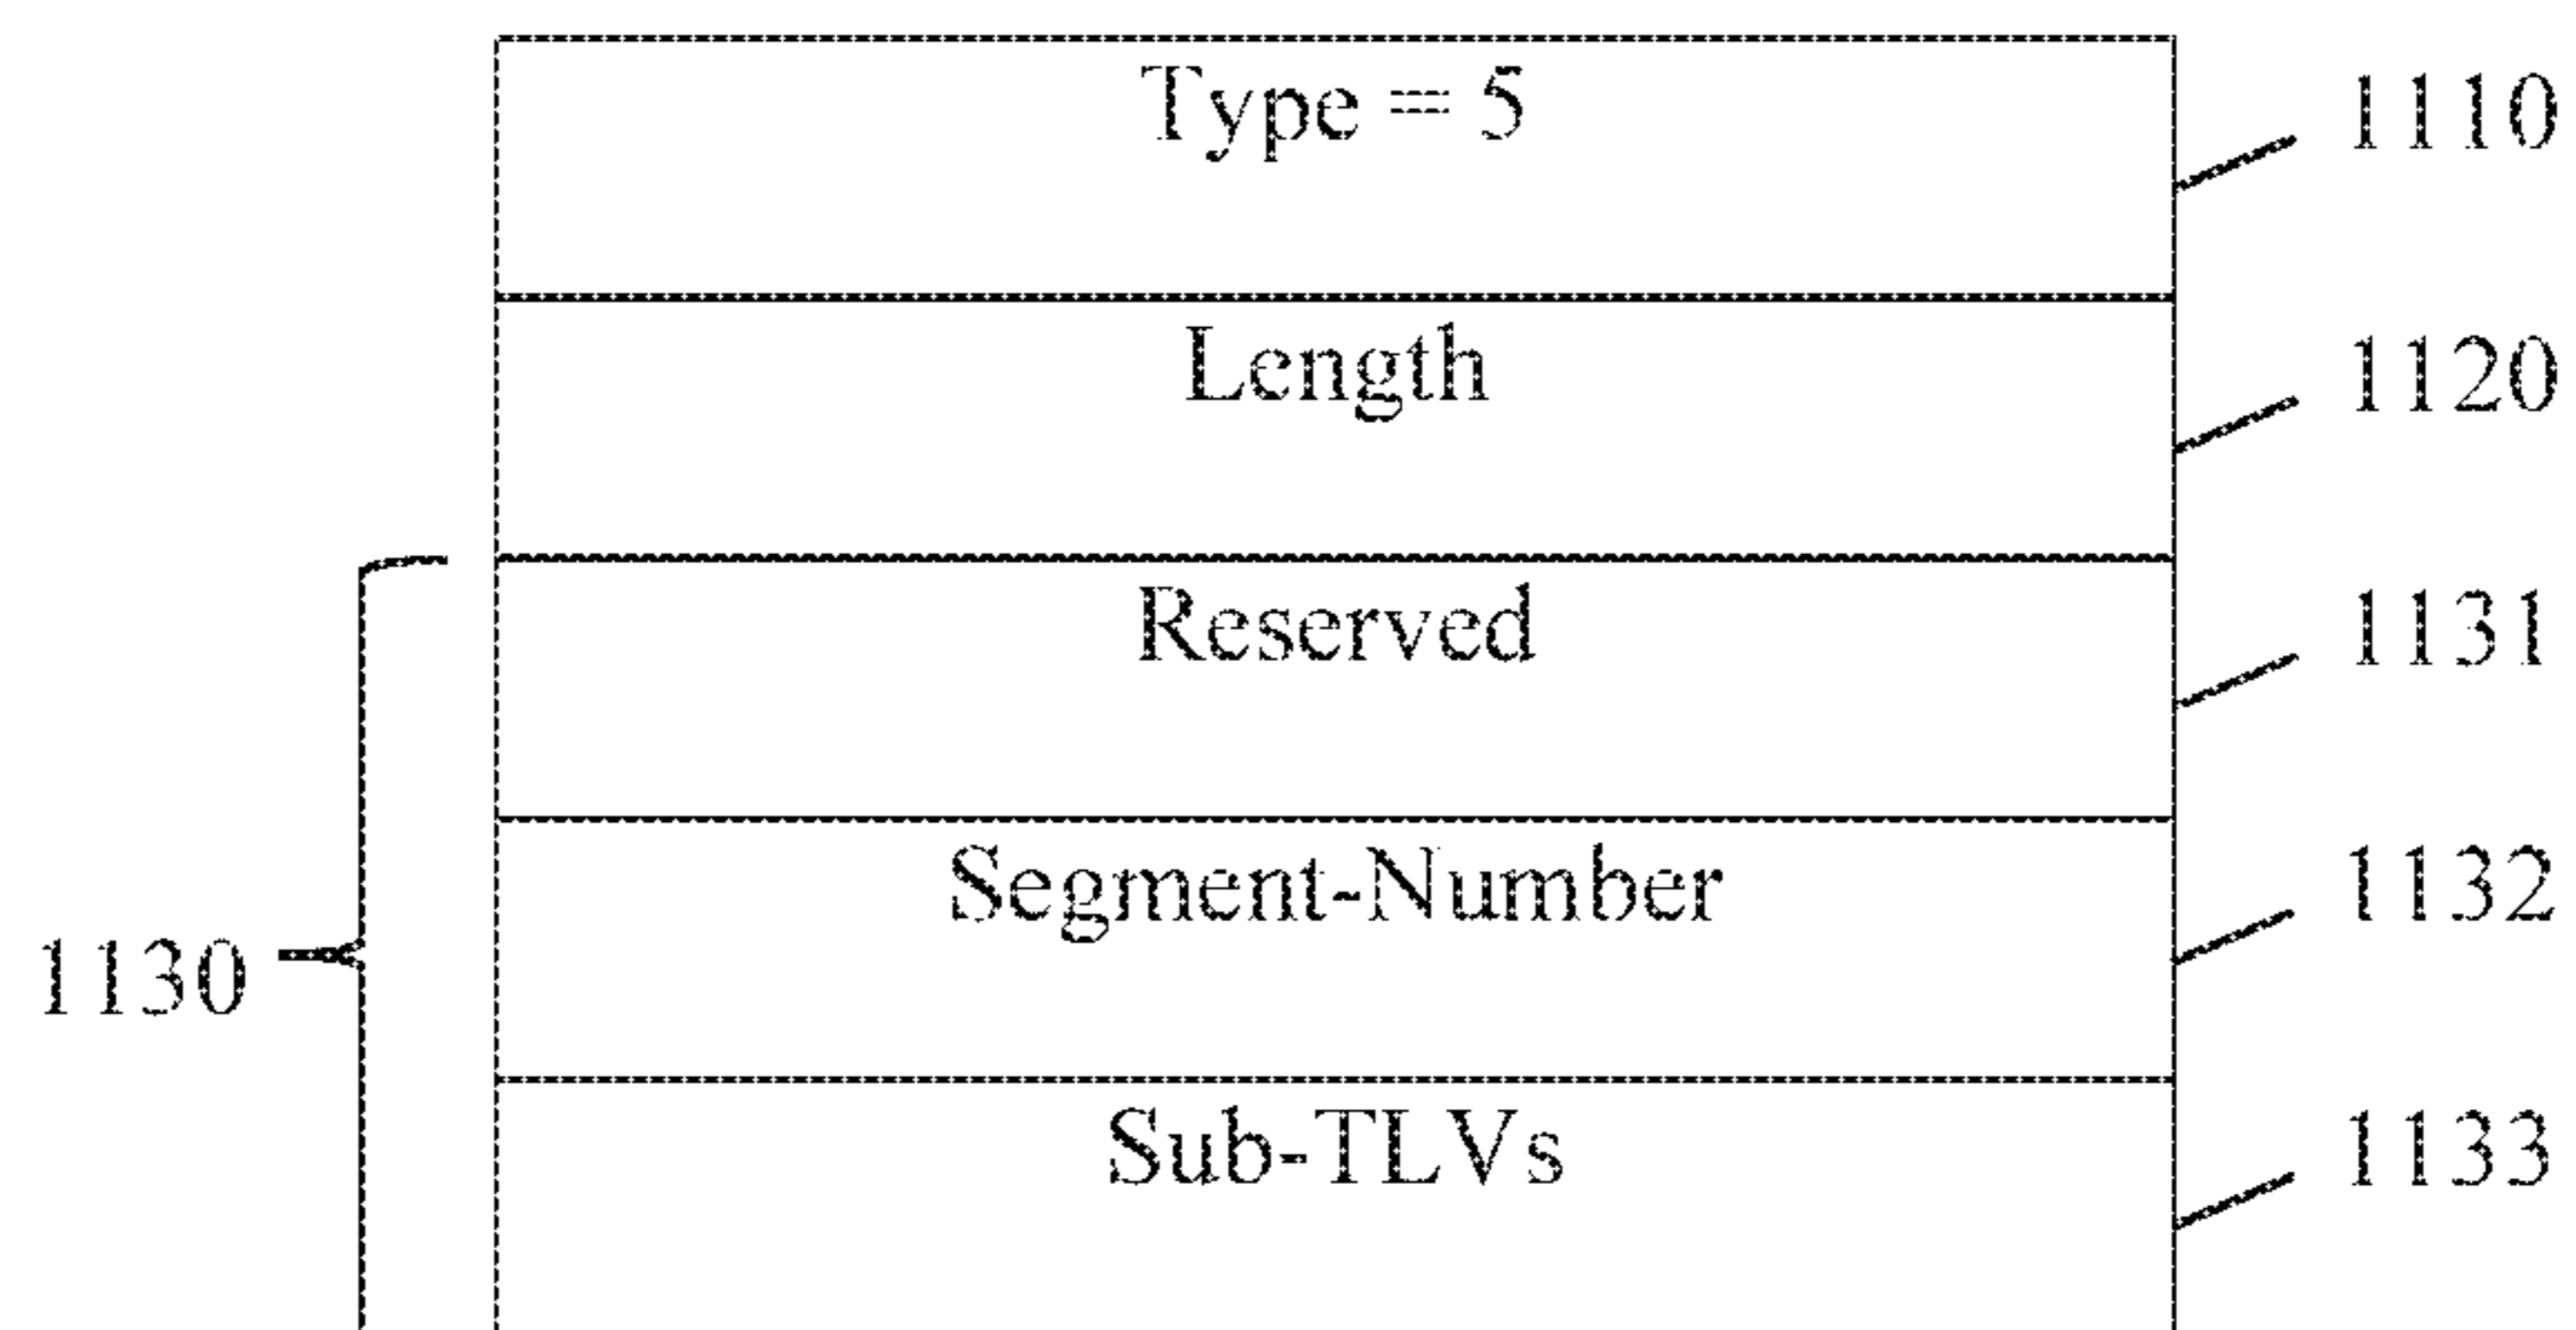 Type = 5
1110
Length
1120
Reserved
1131
Segment-Number
1132
1130
Sub-TLVs
1133